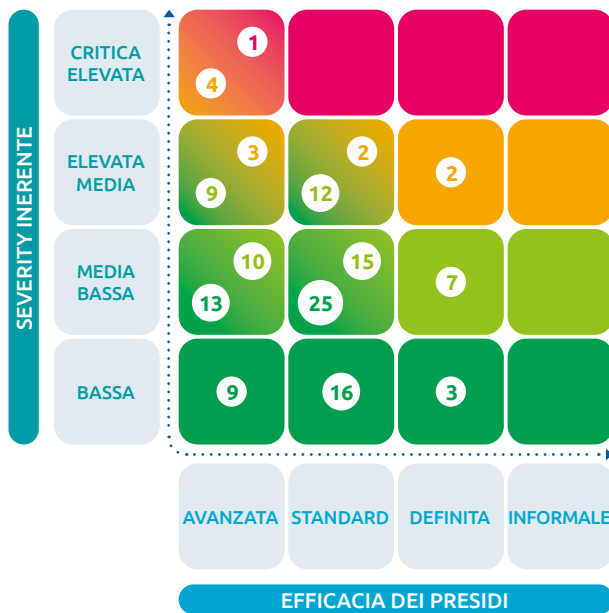 SEVERITY INERENTE
CRITICA
ELEVATA
1
4
ELEVATA
MEDIA
3
9
2
12
2
MEDIA
BASSA
10
13
15
25
7
BASSA
9
16
3
AVANZATA
STANDARD
DEFINITA
INFORMALE
EFFICACIA DEI PRESIDI